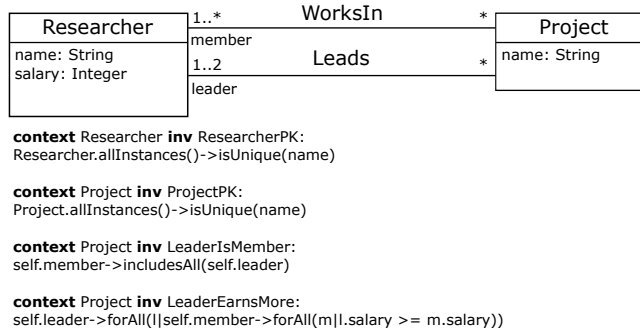 Researcher
name: String
salary: Integer
1..*
WorksIn
*
member
1..2
Leads
*
leader
Project
name: String
context Researcher inv ResearcherPK:
Researcher.allInstances()->isUnique(name)
context Project inv ProjectPK:
Project.allInstances()->isUnique(name)
context Project inv LeaderIsMember:
self.member->includesAll(self.leader)
context Project inv LeaderEarnsMore:
self.leader->forAll(l|self.member->forAll(m|l.salary >= m.salary))